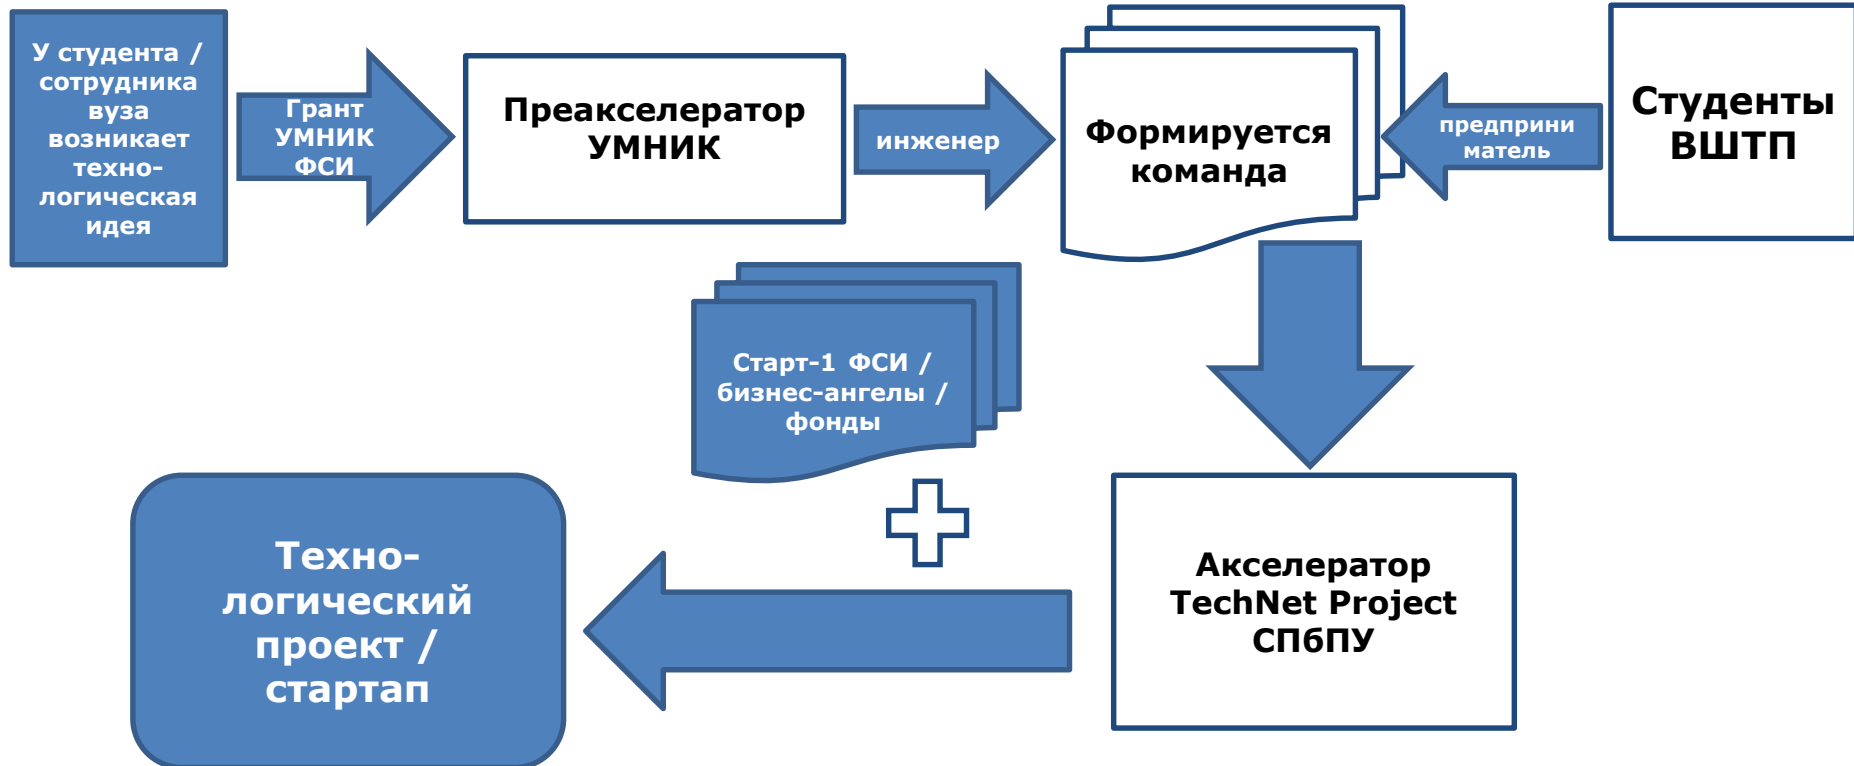 У студента /
сотрудника
вуза
возникает
техно-
логическая
идея
Грант
УМНИК
ФСИ
Преакселератор
УМНИК
инженер
Формируется
команда
предприни
матель
Студенты
ВШТП
Старт-1 ФСИ /
бизнес-ангелы /
фонды
Акселератор
TechNet Project
СПбПУ
Техно-
логический
проект /
стартап